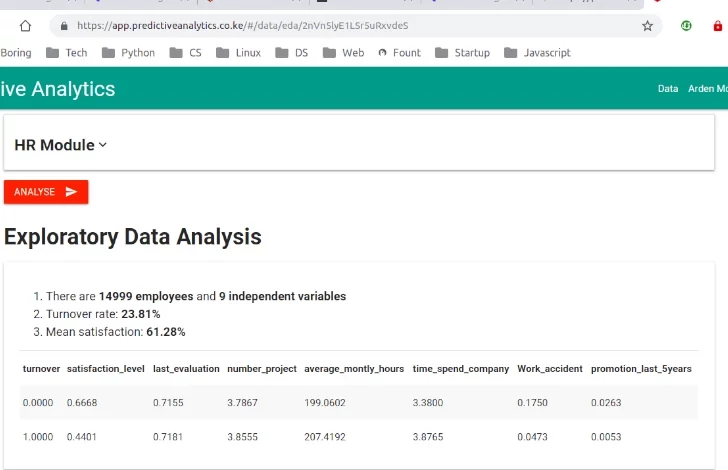 https://app.predictiveanalytics.co.ke/#/data/eda/2nVnSlyE1LSr5uRxvdeS
Boring Tech Python CS Linux DS Web Fount Startup Javascript
ive Analytics Data Arden Mo
HR Module
ANALYSE
Exploratory Data Analysis
1. There are 14999 employees and 9 independent variables
2. Turnover rate: 23.81%
3. Mean satisfaction: 61.28%
turnover satisfaction_level last_evaluation number_project average_montly_hours time_spend_company Work_accident promotion_last_5years
0.0000 0.6668 0.7155 3.7867 199.0602 3.3800 0.1750 0.0263
1.0000 0.4401 0.7181 3.8555 207.4192 3.8765 0.0473 0.0053